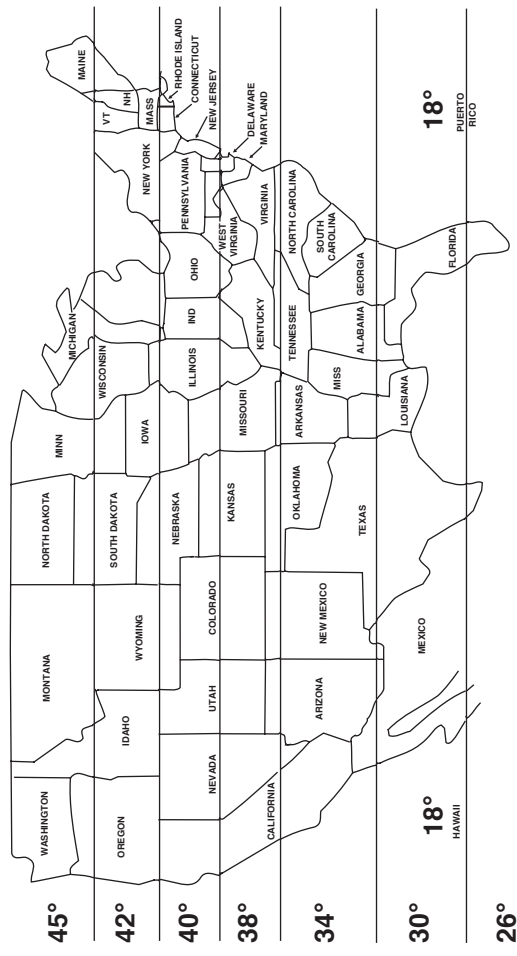 WASHINGTON
MONTANA
NORTH DAKOTA
MINN
MICHIGAN
MAINE
45°
OREGON
IDAHO
WYOMING
SOUTH DAKOTA
WISCONSIN
VT
NH
42°
NEW YORK
MASS
RHODE ISLAND
CONNECTICUT
NEVADA
UTAH
COLORADO
NEBRASKA
IOWA
ILLINOIS
IND
OHIO
PENNSYLVANIA
NEW JERSEY
40°
CALIFORNIA
KANSAS
MISSOURI
KENTUCKY
WEST
VIRGINIA
VIRGINIA
DELAWARE
MARYLAND
38°
ARIZONA
NEW MEXICO
OKLAHOMA
ARKANSAS
TENNESSEE
NORTH CAROLINA
SOUTH
CAROLINA
34°
TEXAS
MISS
ALABAMA
GEORGIA
MEXICO
LOUISIANA
FLORIDA
30°
18°
HAWAII
18°
PUERTO
RICO
26°